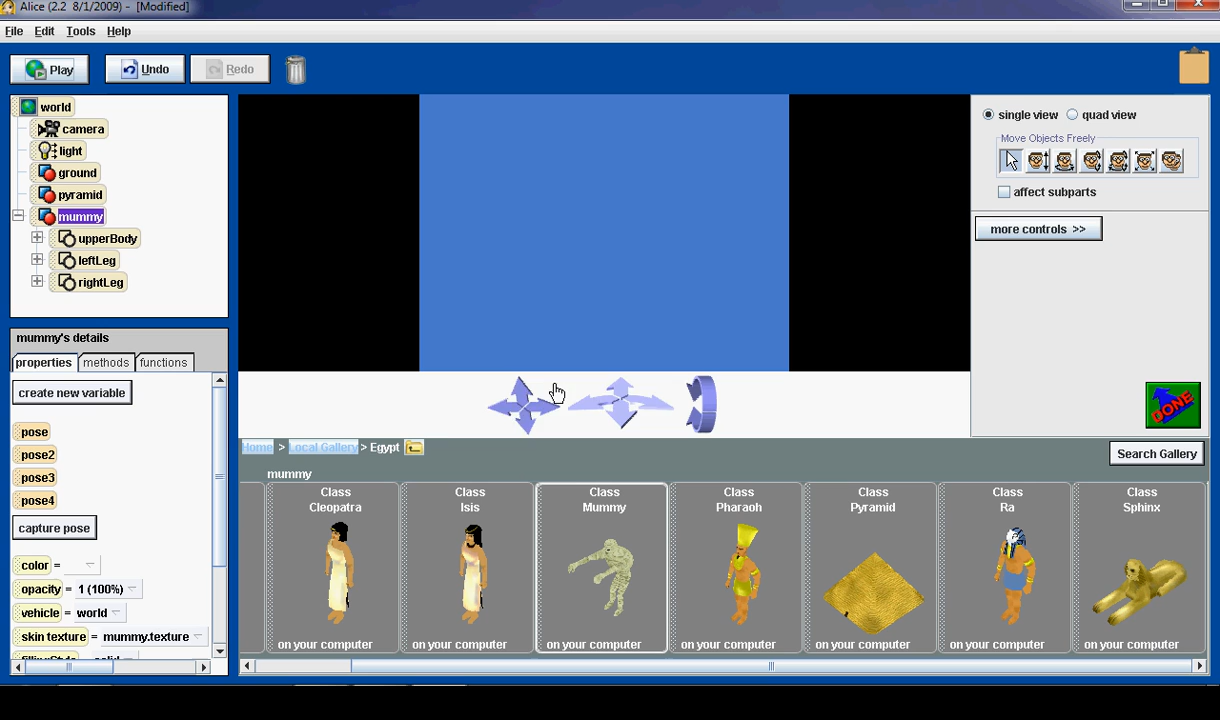 Alice (2.2 8/1/2009) - [Modified]
File Edit Tools Help
Play Undo Redo
world
camera
light
ground
pyramid
mummy
upperBody
leftLeg
rightLeg
single view quad view
Move Objects Freely
affect subparts
more controls >>
DONE
mummy's details
properties methods functions
create new variable
pose
pose2
pose3
pose4
capture pose
color =
opacity = 1 (100%)
vehicle = world
skin texture = mummy.texture
Home > Local Gallery > Egypt
Search Gallery
mummy
Class
Cleopatra
on your computer
Class
Isis
on your computer
Class
Mummy
on your computer
Class
Pharaoh
on your computer
Class
Pyramid
on your computer
Class
Ra
on your computer
Class
Sphinx
on your computer